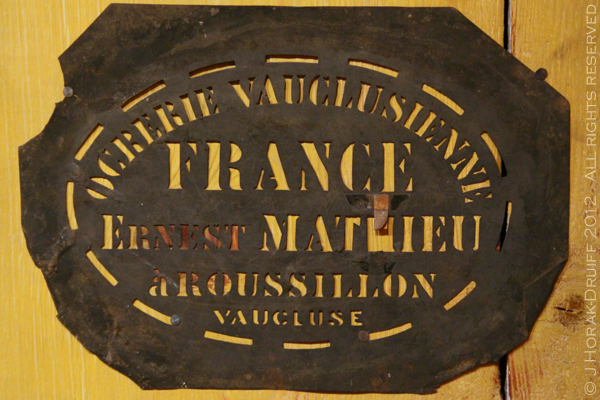 OCRERIE VAUCLUSIENNE
FRANCE
ERNEST MATHIEU
à ROUSSILLON
VAUCLUSE
© J HORAK-DRUIFF 2012 - ALL RIGHTS RESERVED